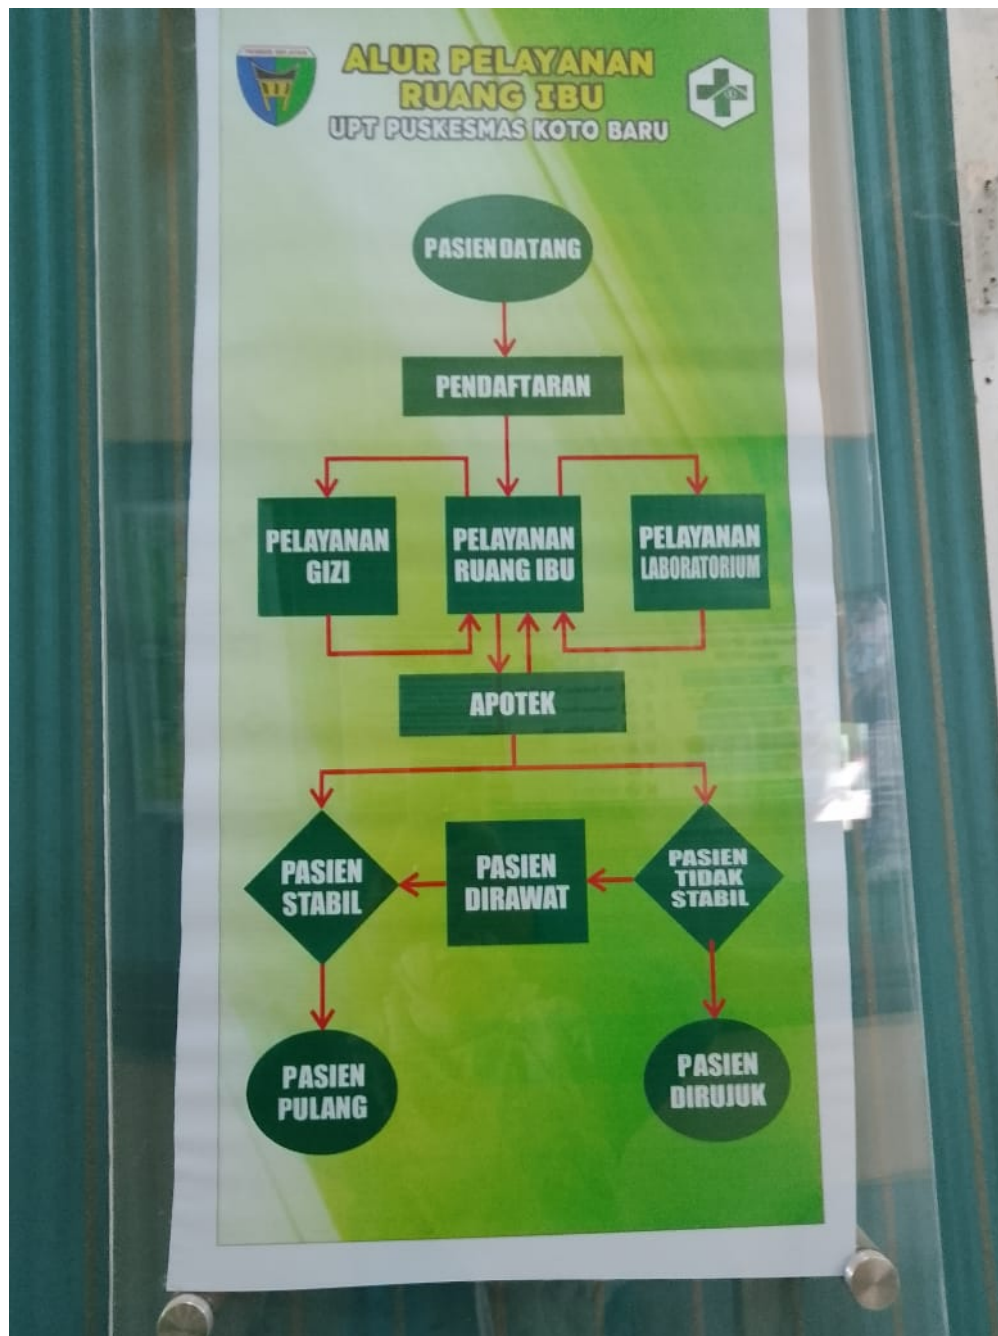 ALUR PELAYANAN
RUANG IBU
UPT PUSKESMAS KOTO BARU
PASIEN DATANG
PENDAFTARAN
PELAYANAN
GIZI
PELAYANAN
RUANG IBU
PELAYANAN
LABORATORIUM
APOTEK
PASIEN
STABIL
PASIEN
DIRAWAT
PASIEN
TIDAK
STABIL
PASIEN
PULANG
PASIEN
DIRUJUK